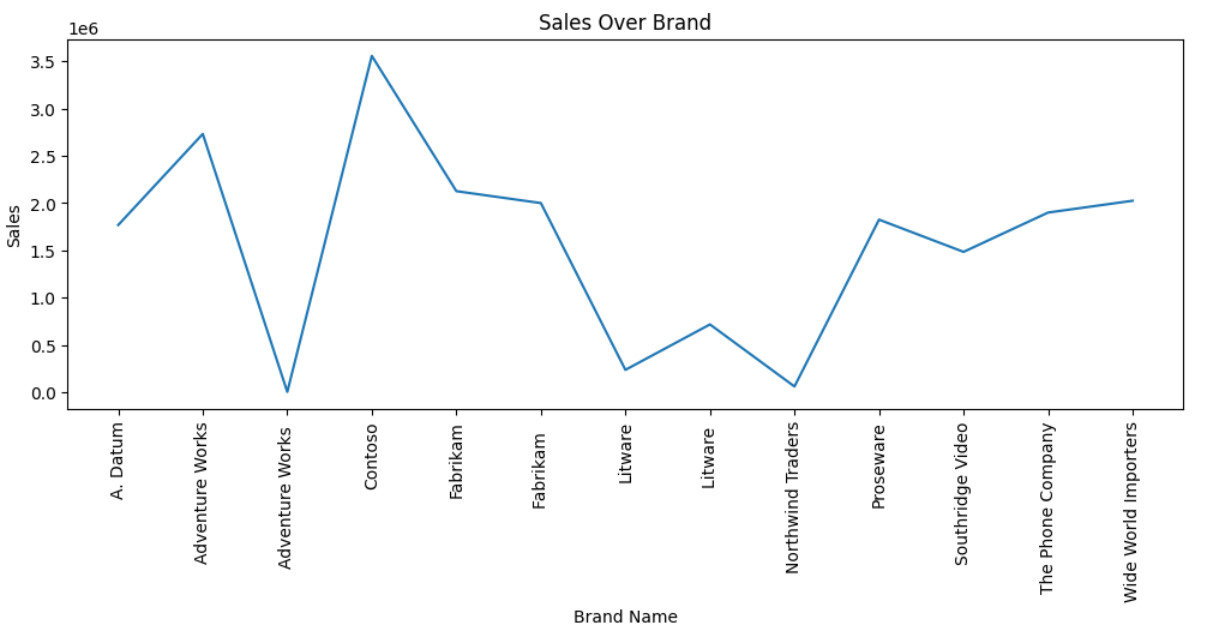 Sales Over Brand
1e6
3.5
3.0
2.5
2.0
1.5
1.0
0.5
0.0
Sales
A. Datum
Adventure Works
Adventure Works
Contoso
Fabrikam
Fabrikam
Litware
Litware
Northwind Traders
Proseware
Southridge Video
The Phone Company
Wide World Importers
Brand Name